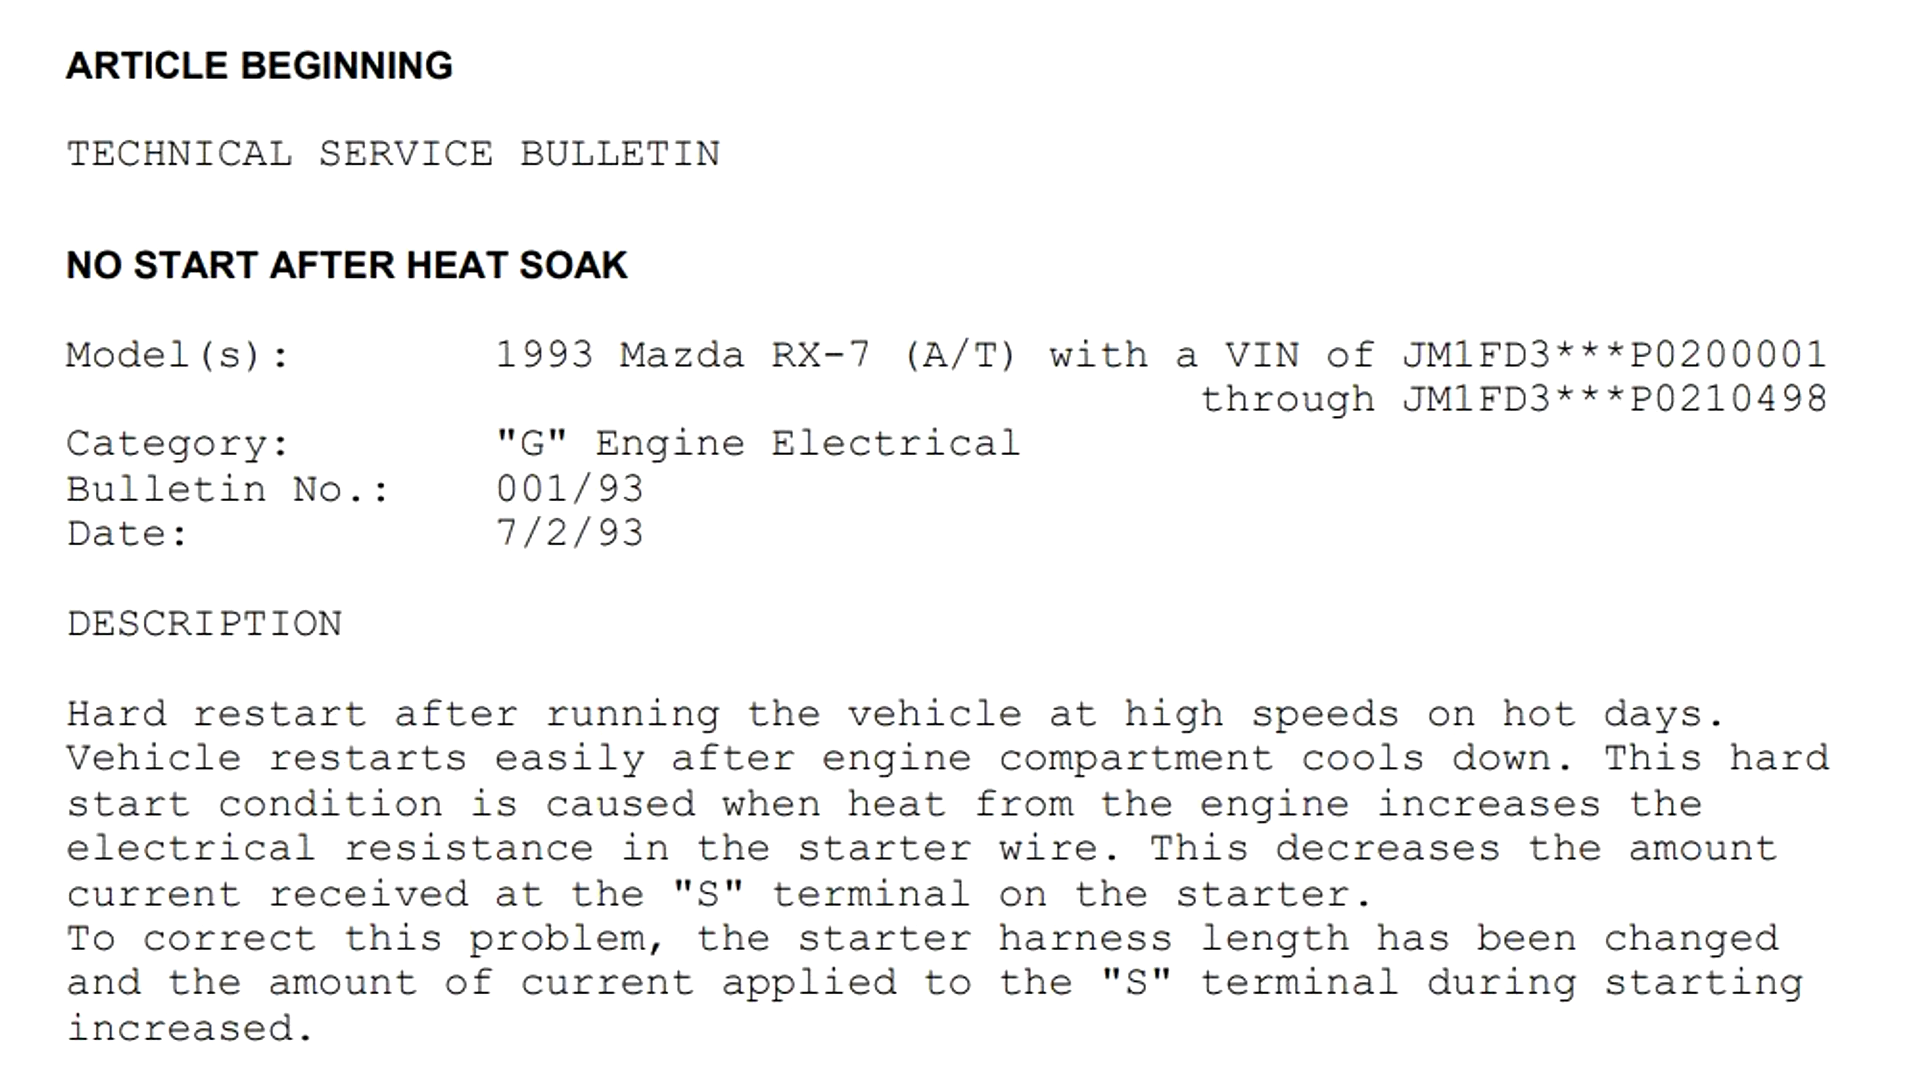 ARTICLE BEGINNING
TECHNICAL SERVICE BULLETIN
NO START AFTER HEAT SOAK
Model(s): 1993 Mazda RX-7 (A/T) with a VIN of JM1FD3***P0200001
through JM1FD3***P0210498
Category: "G" Engine Electrical
Bulletin No.: 001/93
Date: 7/2/93
DESCRIPTION
Hard restart after running the vehicle at high speeds on hot days.
Vehicle restarts easily after engine compartment cools down. This hard
start condition is caused when heat from the engine increases the
electrical resistance in the starter wire. This decreases the amount
current received at the "S" terminal on the starter.
To correct this problem, the starter harness length has been changed
and the amount of current applied to the "S" terminal during starting
increased.